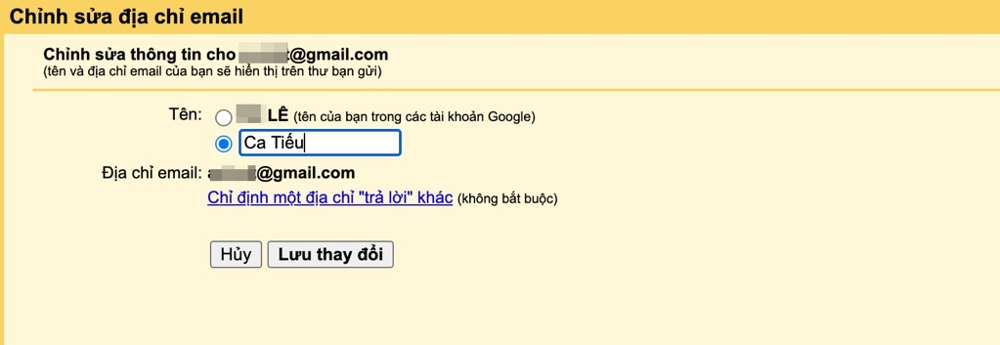 Chỉnh sửa địa chỉ email
Chỉnh sửa thông tin cho @gmail.com
(tên và địa chỉ email của bạn sẽ hiển thị trên thư bạn gửi)
Tên: LÊ (tên của bạn trong các tài khoản Google)
Ca Tiếu
Địa chỉ email: @gmail.com
Chỉ định một địa chỉ "trả lời" khác (không bắt buộc)
Hủy Lưu thay đổi